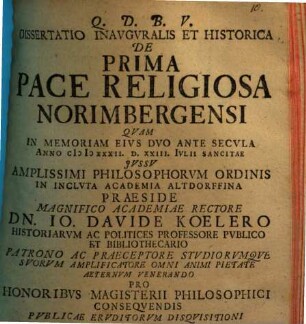 10.
Q. D. B. V.
DISSERTATIO INAVGVRALIS ET HISTORICA
DE
PRIMA
PACE RELIGIOSA
NORIMBERGENSI
QVAM
IN MEMORIAM EIVS DVO ANTE SECVLA
ANNO CIↃ IↃ XXXII. D. XXIII. IVLII SANCITAE
JVSSV
AMPLISSIMI PHILOSOPHORVM ORDINIS
IN INCLVTA ACADEMIA ALTDORFFINA
PRAESIDE
MAGNIFICO ACADEMIAE RECTORE
DN. IO. DAVIDE KOELERO
HISTORIARVM AC POLITICES PROFESSORE PVBLICO
ET BIBLIOTHECARIO
PATRONO AC PRAECEPTORE STVDIORVMQVE
SVORVM AMPLIFICATORE OMNI ANIMI PIETATE
AETERNVM VENERANDO
PRO
HONORIBVS MAGISTERII PHILOSOPHICI
CONSEQVENDIS
PVBLICAE ERVDITORVM DISQVISITIONI